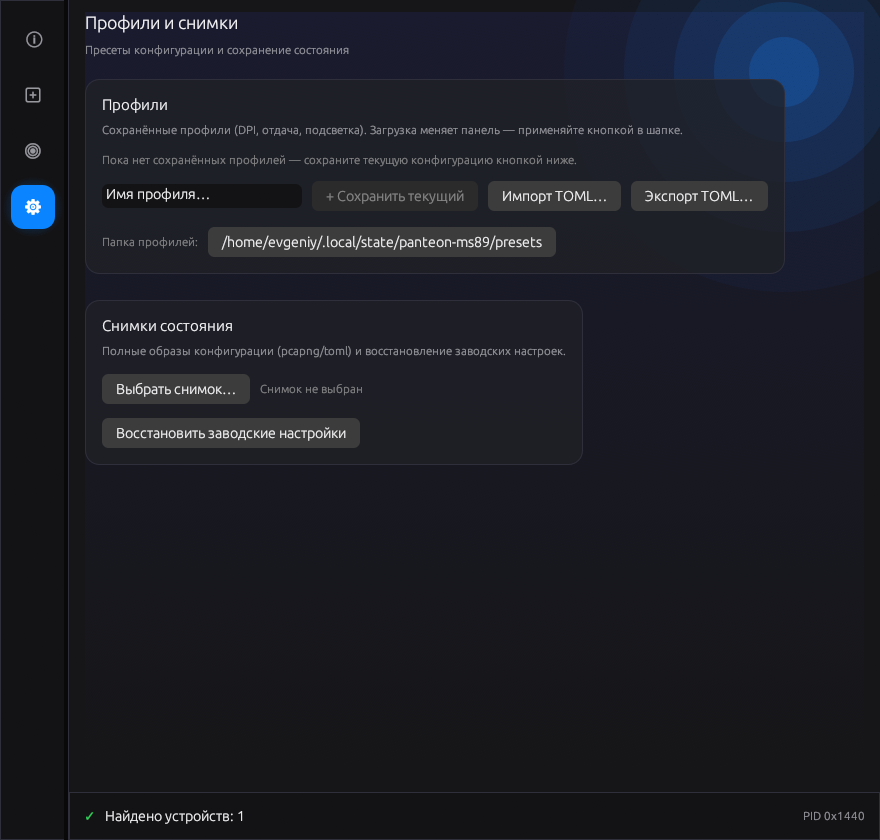 Профили и снимки
Пресеты конфигурации и сохранение состояния
Профили
Сохранённые профили (DPI, отдача, подсветка). Загрузка меняет панель — применяйте кнопкой в шапке.
Пока нет сохранённых профилей — сохраните текущую конфигурацию кнопкой ниже.
Имя профиля… + Сохранить текущий Импорт TOML… Экспорт TOML…
Папка профилей: /home/evgeniy/.local/state/panteon-ms89/presets
Снимки состояния
Полные образы конфигурации (pcapng/toml) и восстановление заводских настроек.
Выбрать снимок… Снимок не выбран
Восстановить заводские настройки
✓ Найдено устройств: 1 PID 0x1440